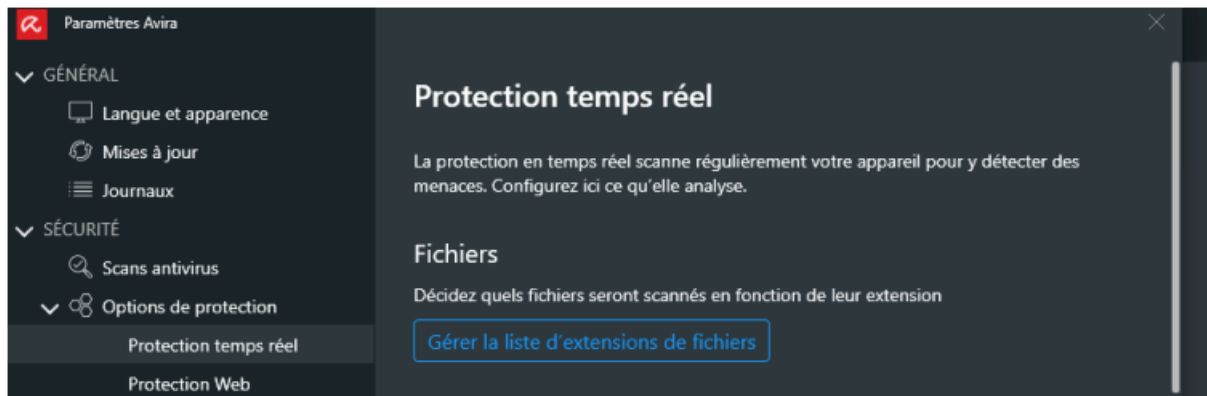 Paramètres Avira
GÉNÉRAL
Langue et apparence
Mises à jour
Journaux
SÉCURITÉ
Scans antivirus
Options de protection
Protection temps réel
Protection Web
Protection temps réel
La protection en temps réel scanne régulièrement votre appareil pour y détecter des
menaces. Configurez ici ce qu'elle analyse.
Fichiers
Décidez quels fichiers seront scannés en fonction de leur extension
Gérer la liste d'extensions de fichiers